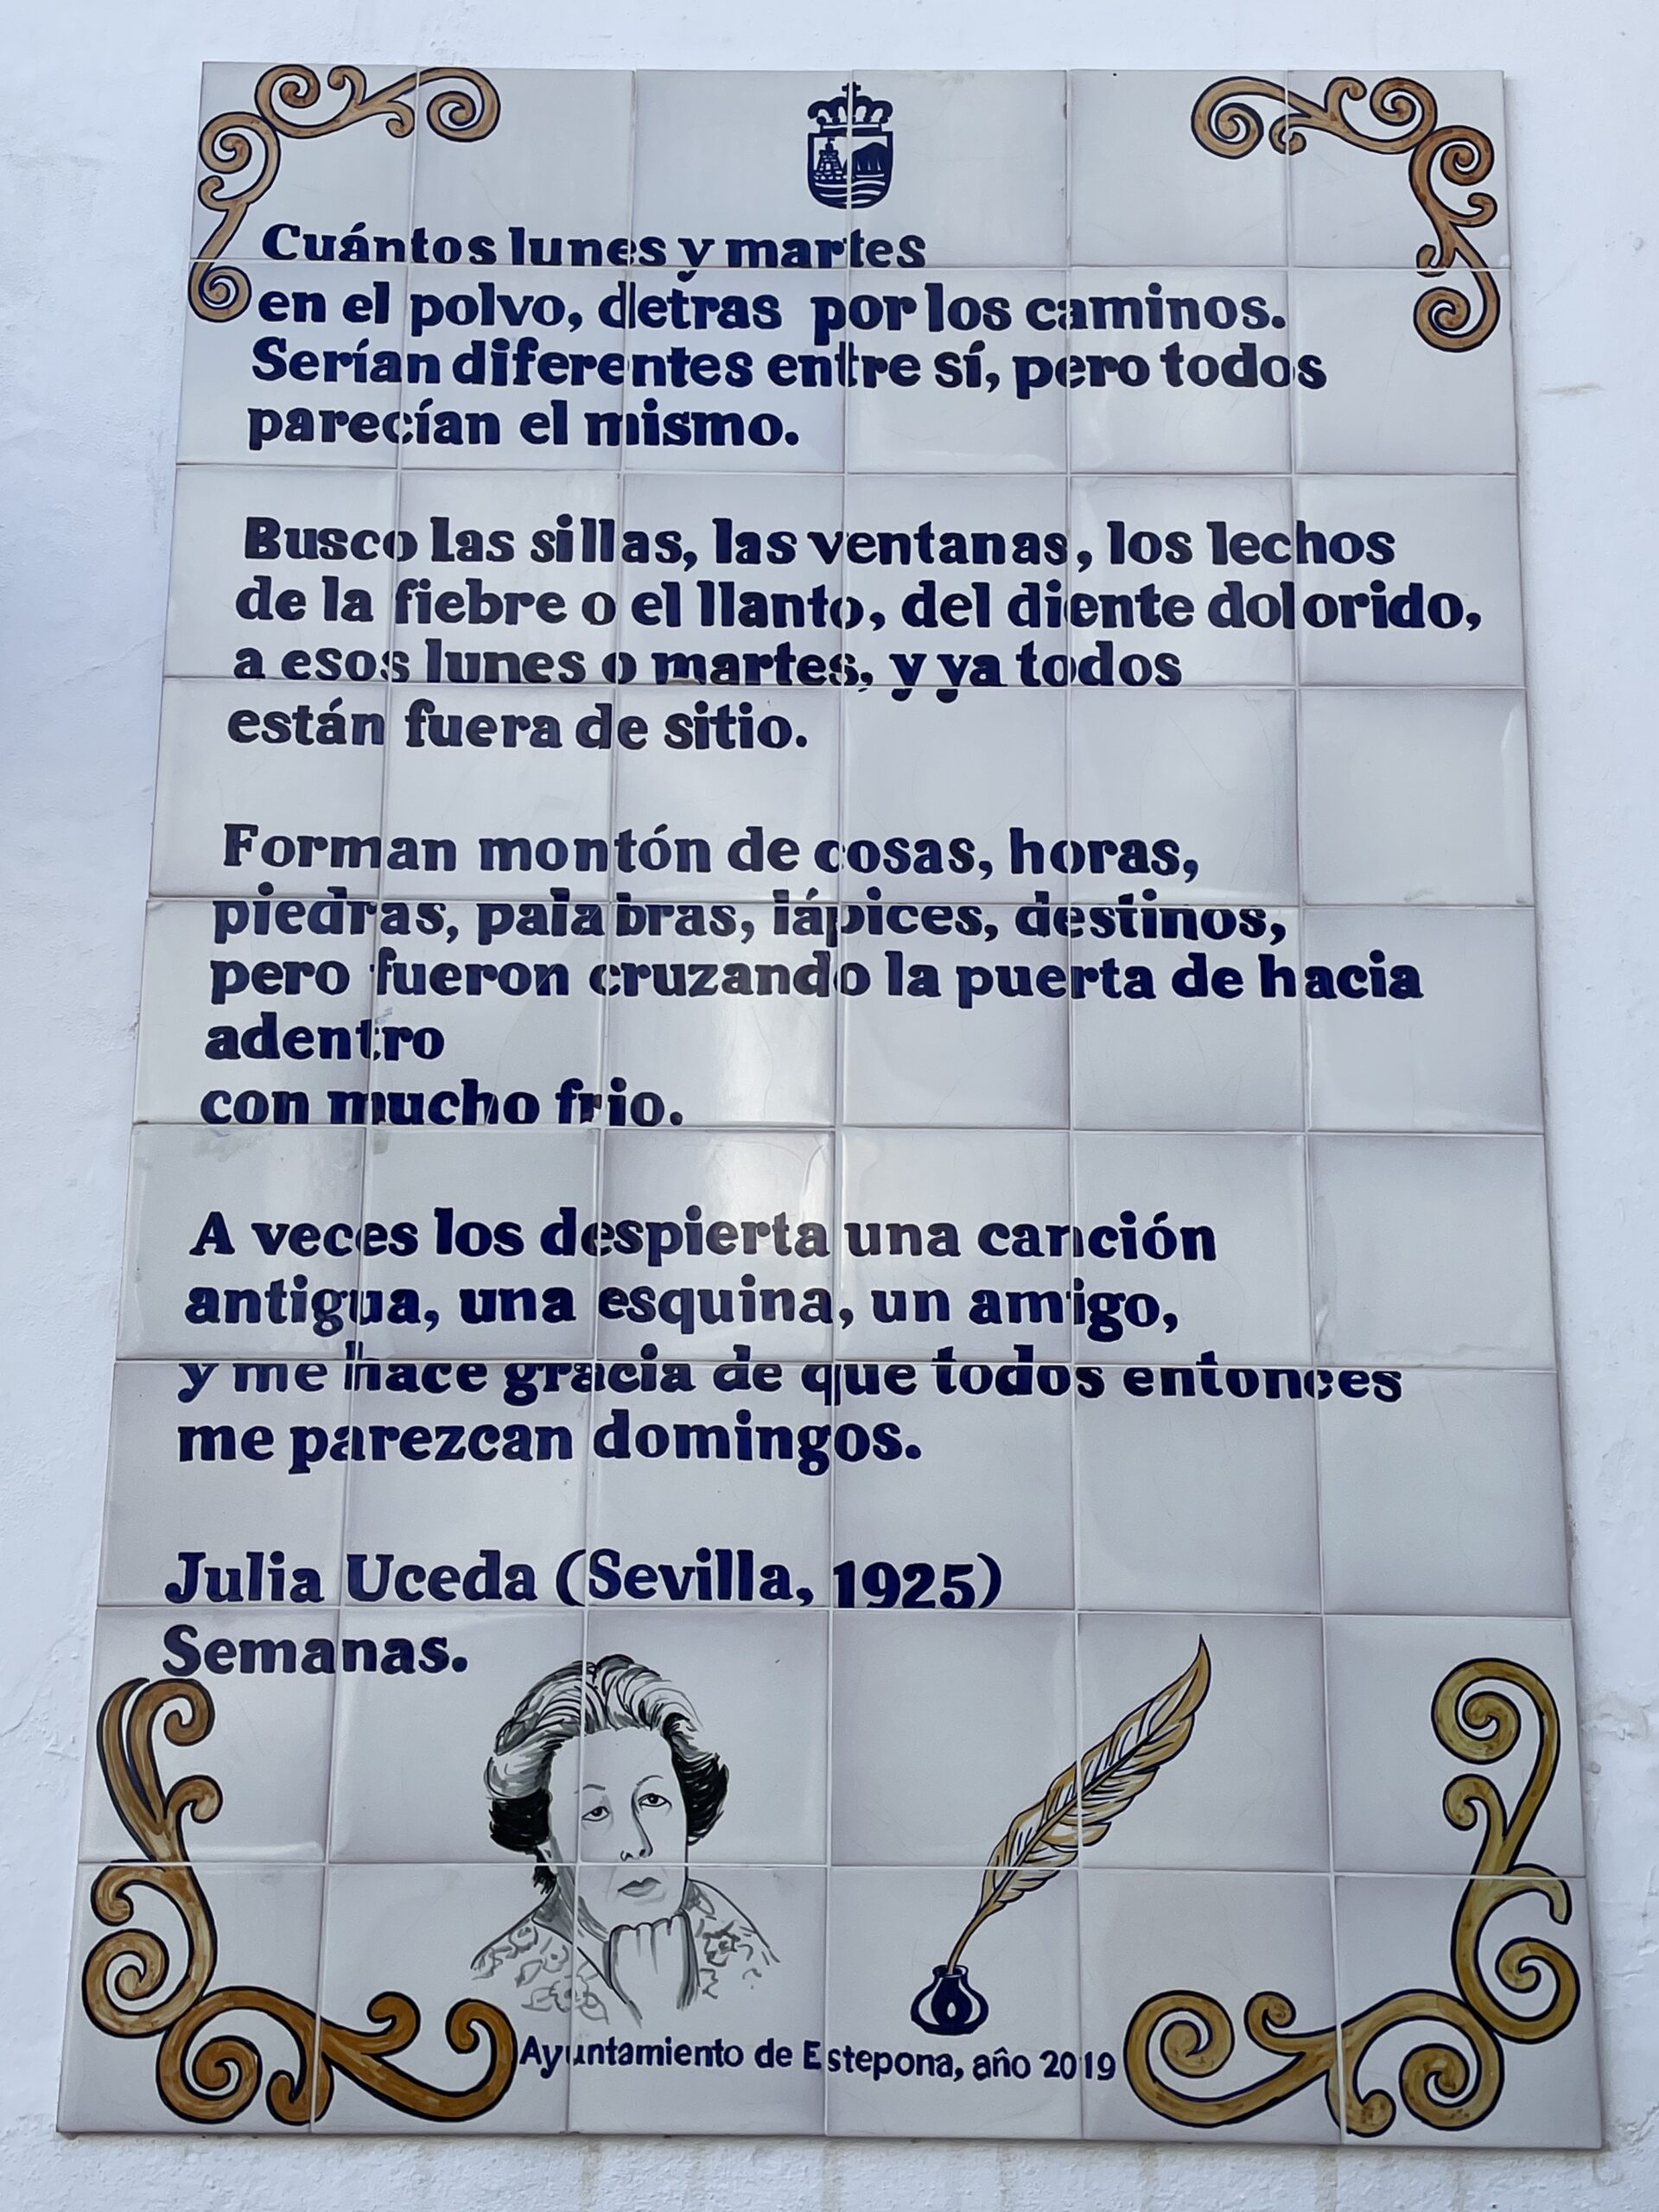 Cuántos lunes y martes
en el polvo, detras por los caminos.
Serían diferentes entre sí, pero todos
parecían el mismo.
Busco las sillas, las ventanas, los lechos
de la fiebre o el llanto, del diente dolorido,
a esos lunes o martes, y ya todos
están fuera de sitio.
Forman montón de cosas, horas,
piedras, palabras, lápices, destinos,
pero fueron cruzando la puerta de hacia
adentro
con mucho frio.
A veces los despierta una canción
antigua, una esquina, un amigo,
y me hace gracia de que todos entonces
me parezcan domingos.
Julia Uceda (Sevilla, 1925)
Semanas.
Ayuntamiento de Estepona, año 2019